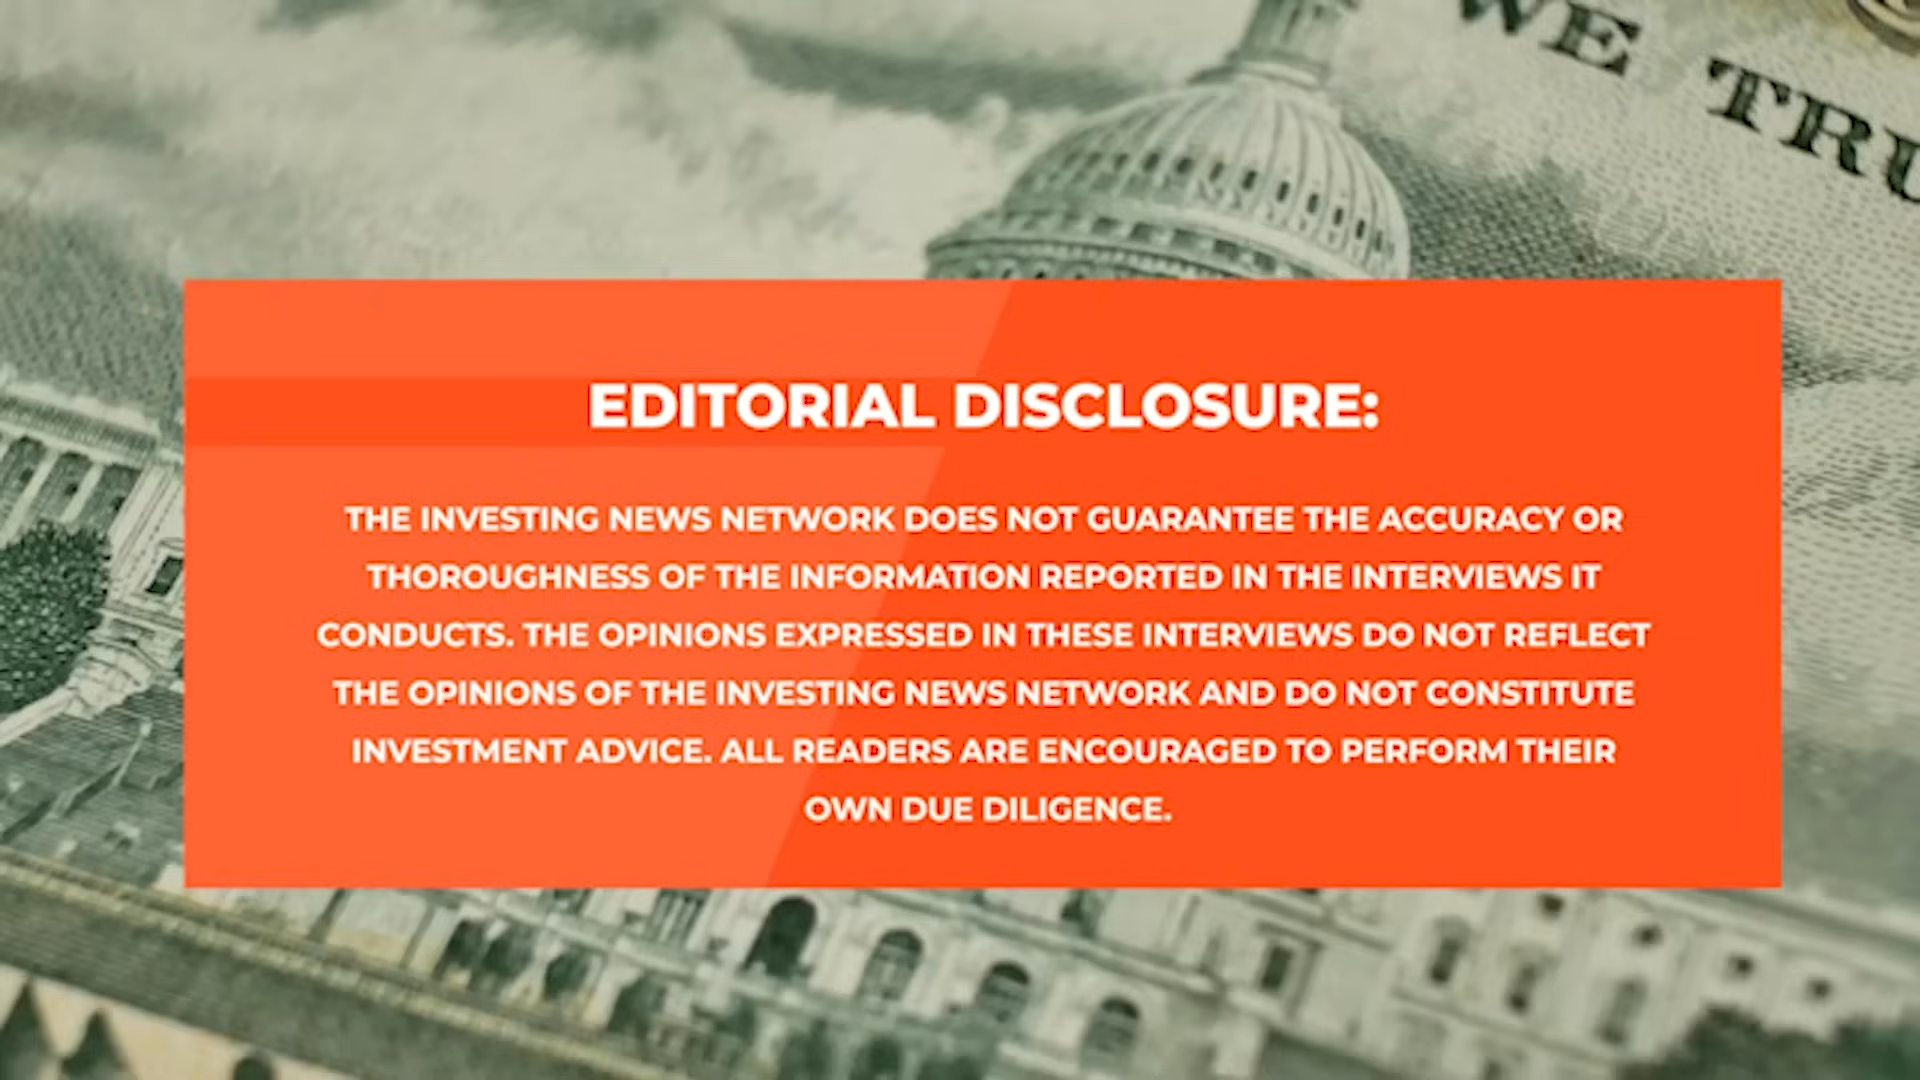 WE TRU
EDITORIAL DISCLOSURE:
THE INVESTING NEWS NETWORK DOES NOT GUARANTEE THE ACCURACY OR
THOROUGHNESS OF THE INFORMATION REPORTED IN THE INTERVIEWS IT
CONDUCTS. THE OPINIONS EXPRESSED IN THESE INTERVIEWS DO NOT REFLECT
THE OPINIONS OF THE INVESTING NEWS NETWORK AND DO NOT CONSTITUTE
INVESTMENT ADVICE. ALL READERS ARE ENCOURAGED TO PERFORM THEIR
OWN DUE DILIGENCE.